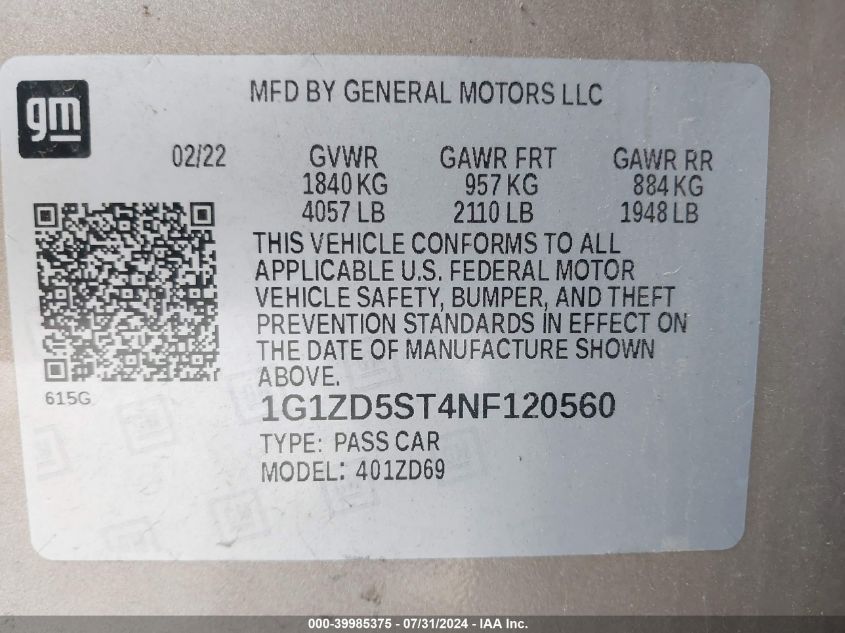 gm
MFD BY GENERAL MOTORS LLC
02/22 GVWR GAWR FRT GAWR RR
1840 KG 957 KG 884 KG
4057 LB 2110 LB 1948 LB
THIS VEHICLE CONFORMS TO ALL
APPLICABLE U.S. FEDERAL MOTOR
VEHICLE SAFETY, BUMPER, AND THEFT
PREVENTION STANDARDS IN EFFECT ON
THE DATE OF MANUFACTURE SHOWN
ABOVE.
615G
1G1ZD5ST4NF120560
TYPE: PASS CAR
MODEL: 401ZD69
000-39985375 - 07/31/2024 - IAA Inc.